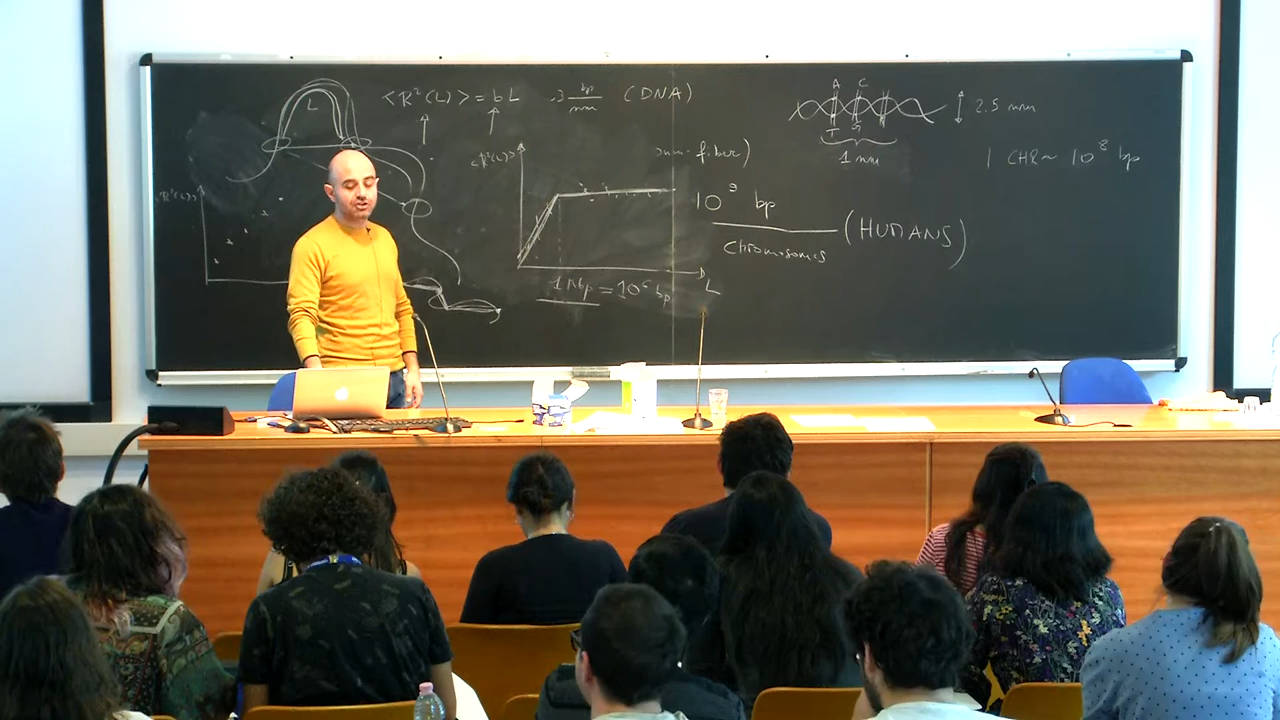 L
<R²(L)> = bL
.3 bp/nm (DNA)
A C
T G
2.5 nm
1 nm
1 CHR ~ 10⁸ bp
<R²(L)>
fiber)
10⁹ bp
Chromosomes
(HUMANS)
<R²(L)>
L
1 Mbp = 10⁶ bp